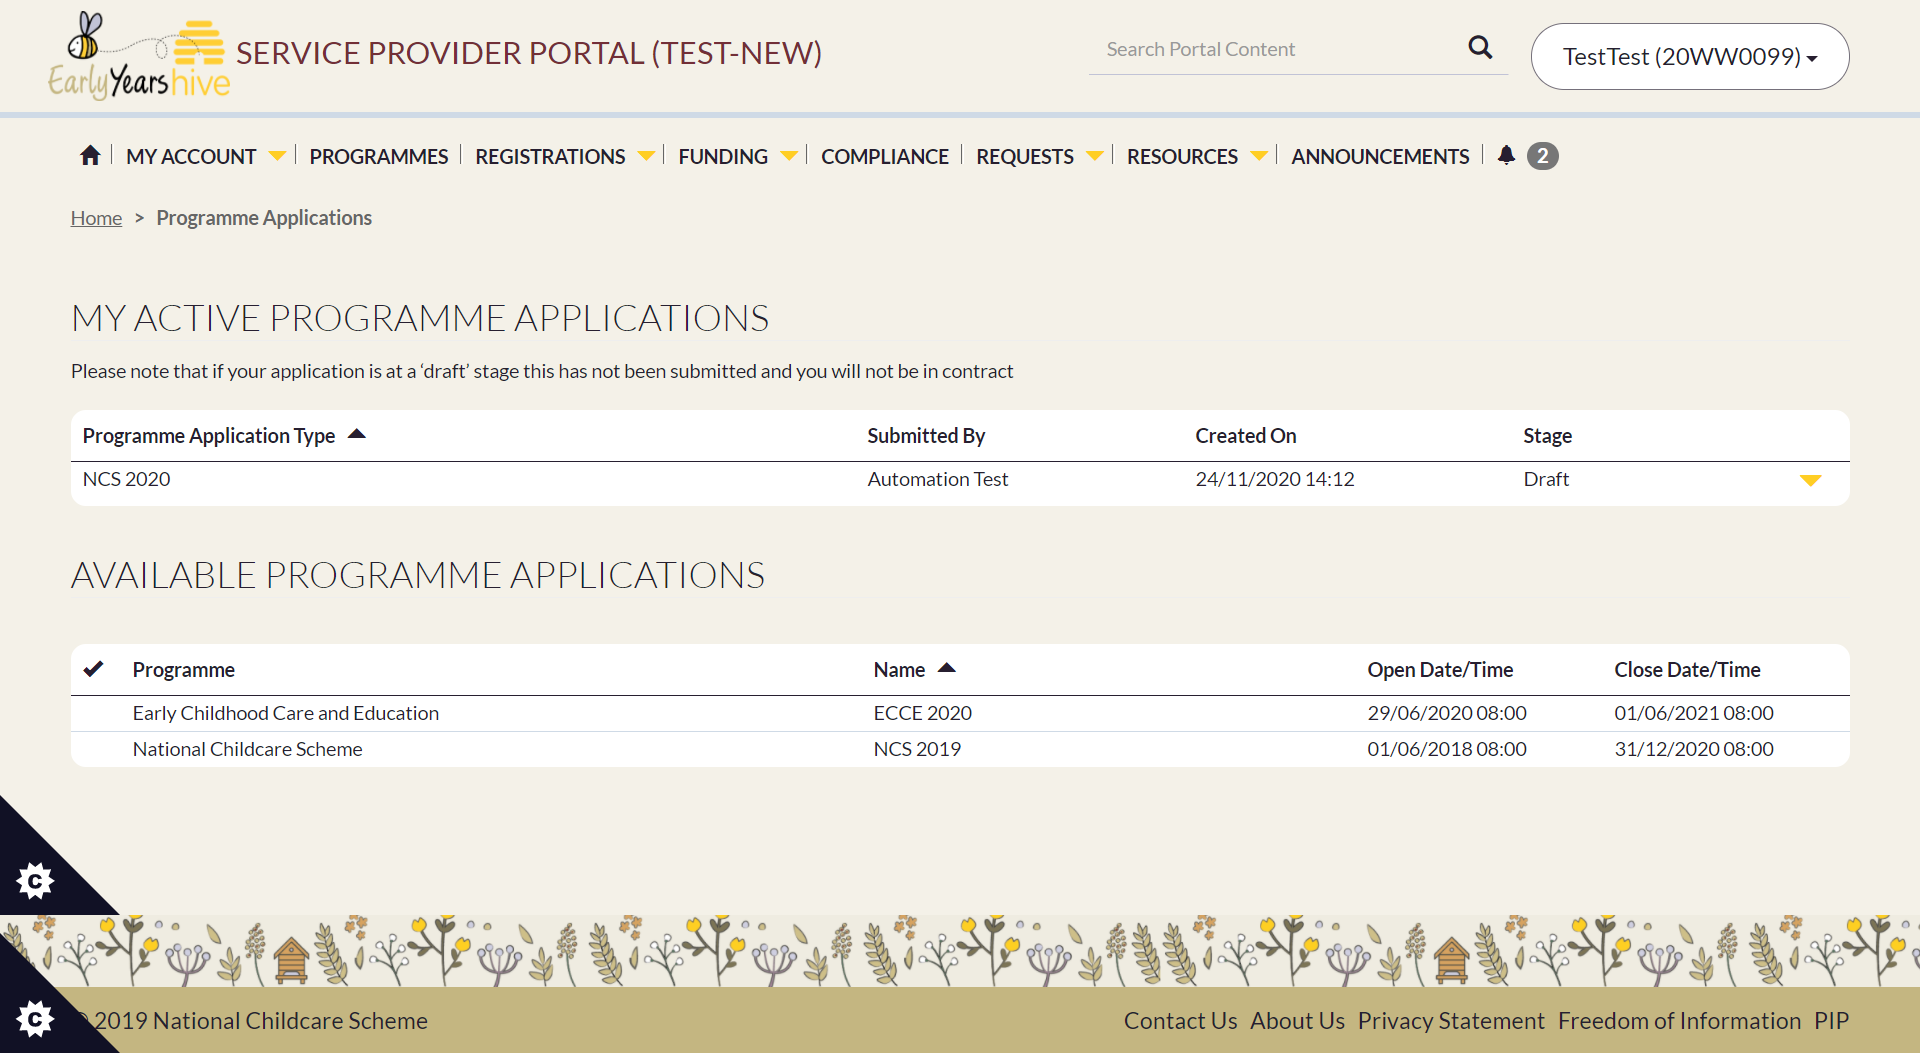 EarlyYearshive
SERVICE PROVIDER PORTAL (TEST-NEW)
Search Portal Content
TestTest (20WW0099)
MY ACCOUNT PROGRAMMES REGISTRATIONS FUNDING COMPLIANCE REQUESTS RESOURCES ANNOUNCEMENTS 2
Home > Programme Applications
MY ACTIVE PROGRAMME APPLICATIONS
Please note that if your application is at a ‘draft’ stage this has not been submitted and you will not be in contract
Programme Application Type Submitted By Created On Stage
NCS 2020 Automation Test 24/11/2020 14:12 Draft
AVAILABLE PROGRAMME APPLICATIONS
Programme Name Open Date/Time Close Date/Time
Early Childhood Care and Education ECCE 2020 29/06/2020 08:00 01/06/2021 08:00
National Childcare Scheme NCS 2019 01/06/2018 08:00 31/12/2020 08:00
C
C
2019 National Childcare Scheme Contact Us About Us Privacy Statement Freedom of Information PIP